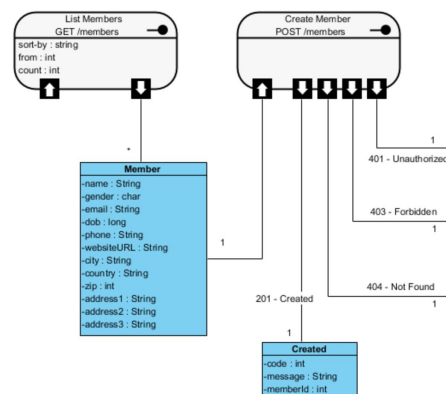 List Members
GET /members
sort-by : string
from : int
count : int
Create Member
POST /members
*
Member
-name : String
-gender : char
-email : String
-dob : long
-phone : String
-websiteURL : String
-city : String
-country : String
-zip : int
-address1 : String
-address2 : String
-address3 : String
1
1
401 - Unauthorized
403 - Forbidden
1
404 - Not Found
1
201 - Created
1
Created
-code : int
-message : String
-memberId : int